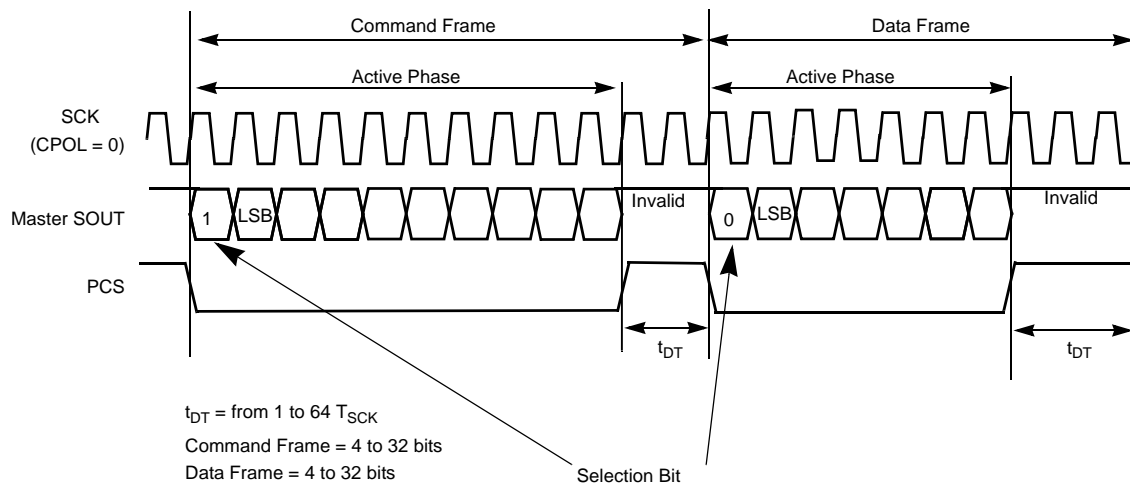 Command Frame
Data Frame
Active Phase
Active Phase
SCK
(CPOL = 0)
Master SOUT
1
LSB
Invalid
0
LSB
Invalid
PCS
tDT
tDT
tDT = from 1 to 64 TSCK
Command Frame = 4 to 32 bits
Data Frame = 4 to 32 bits
Selection Bit